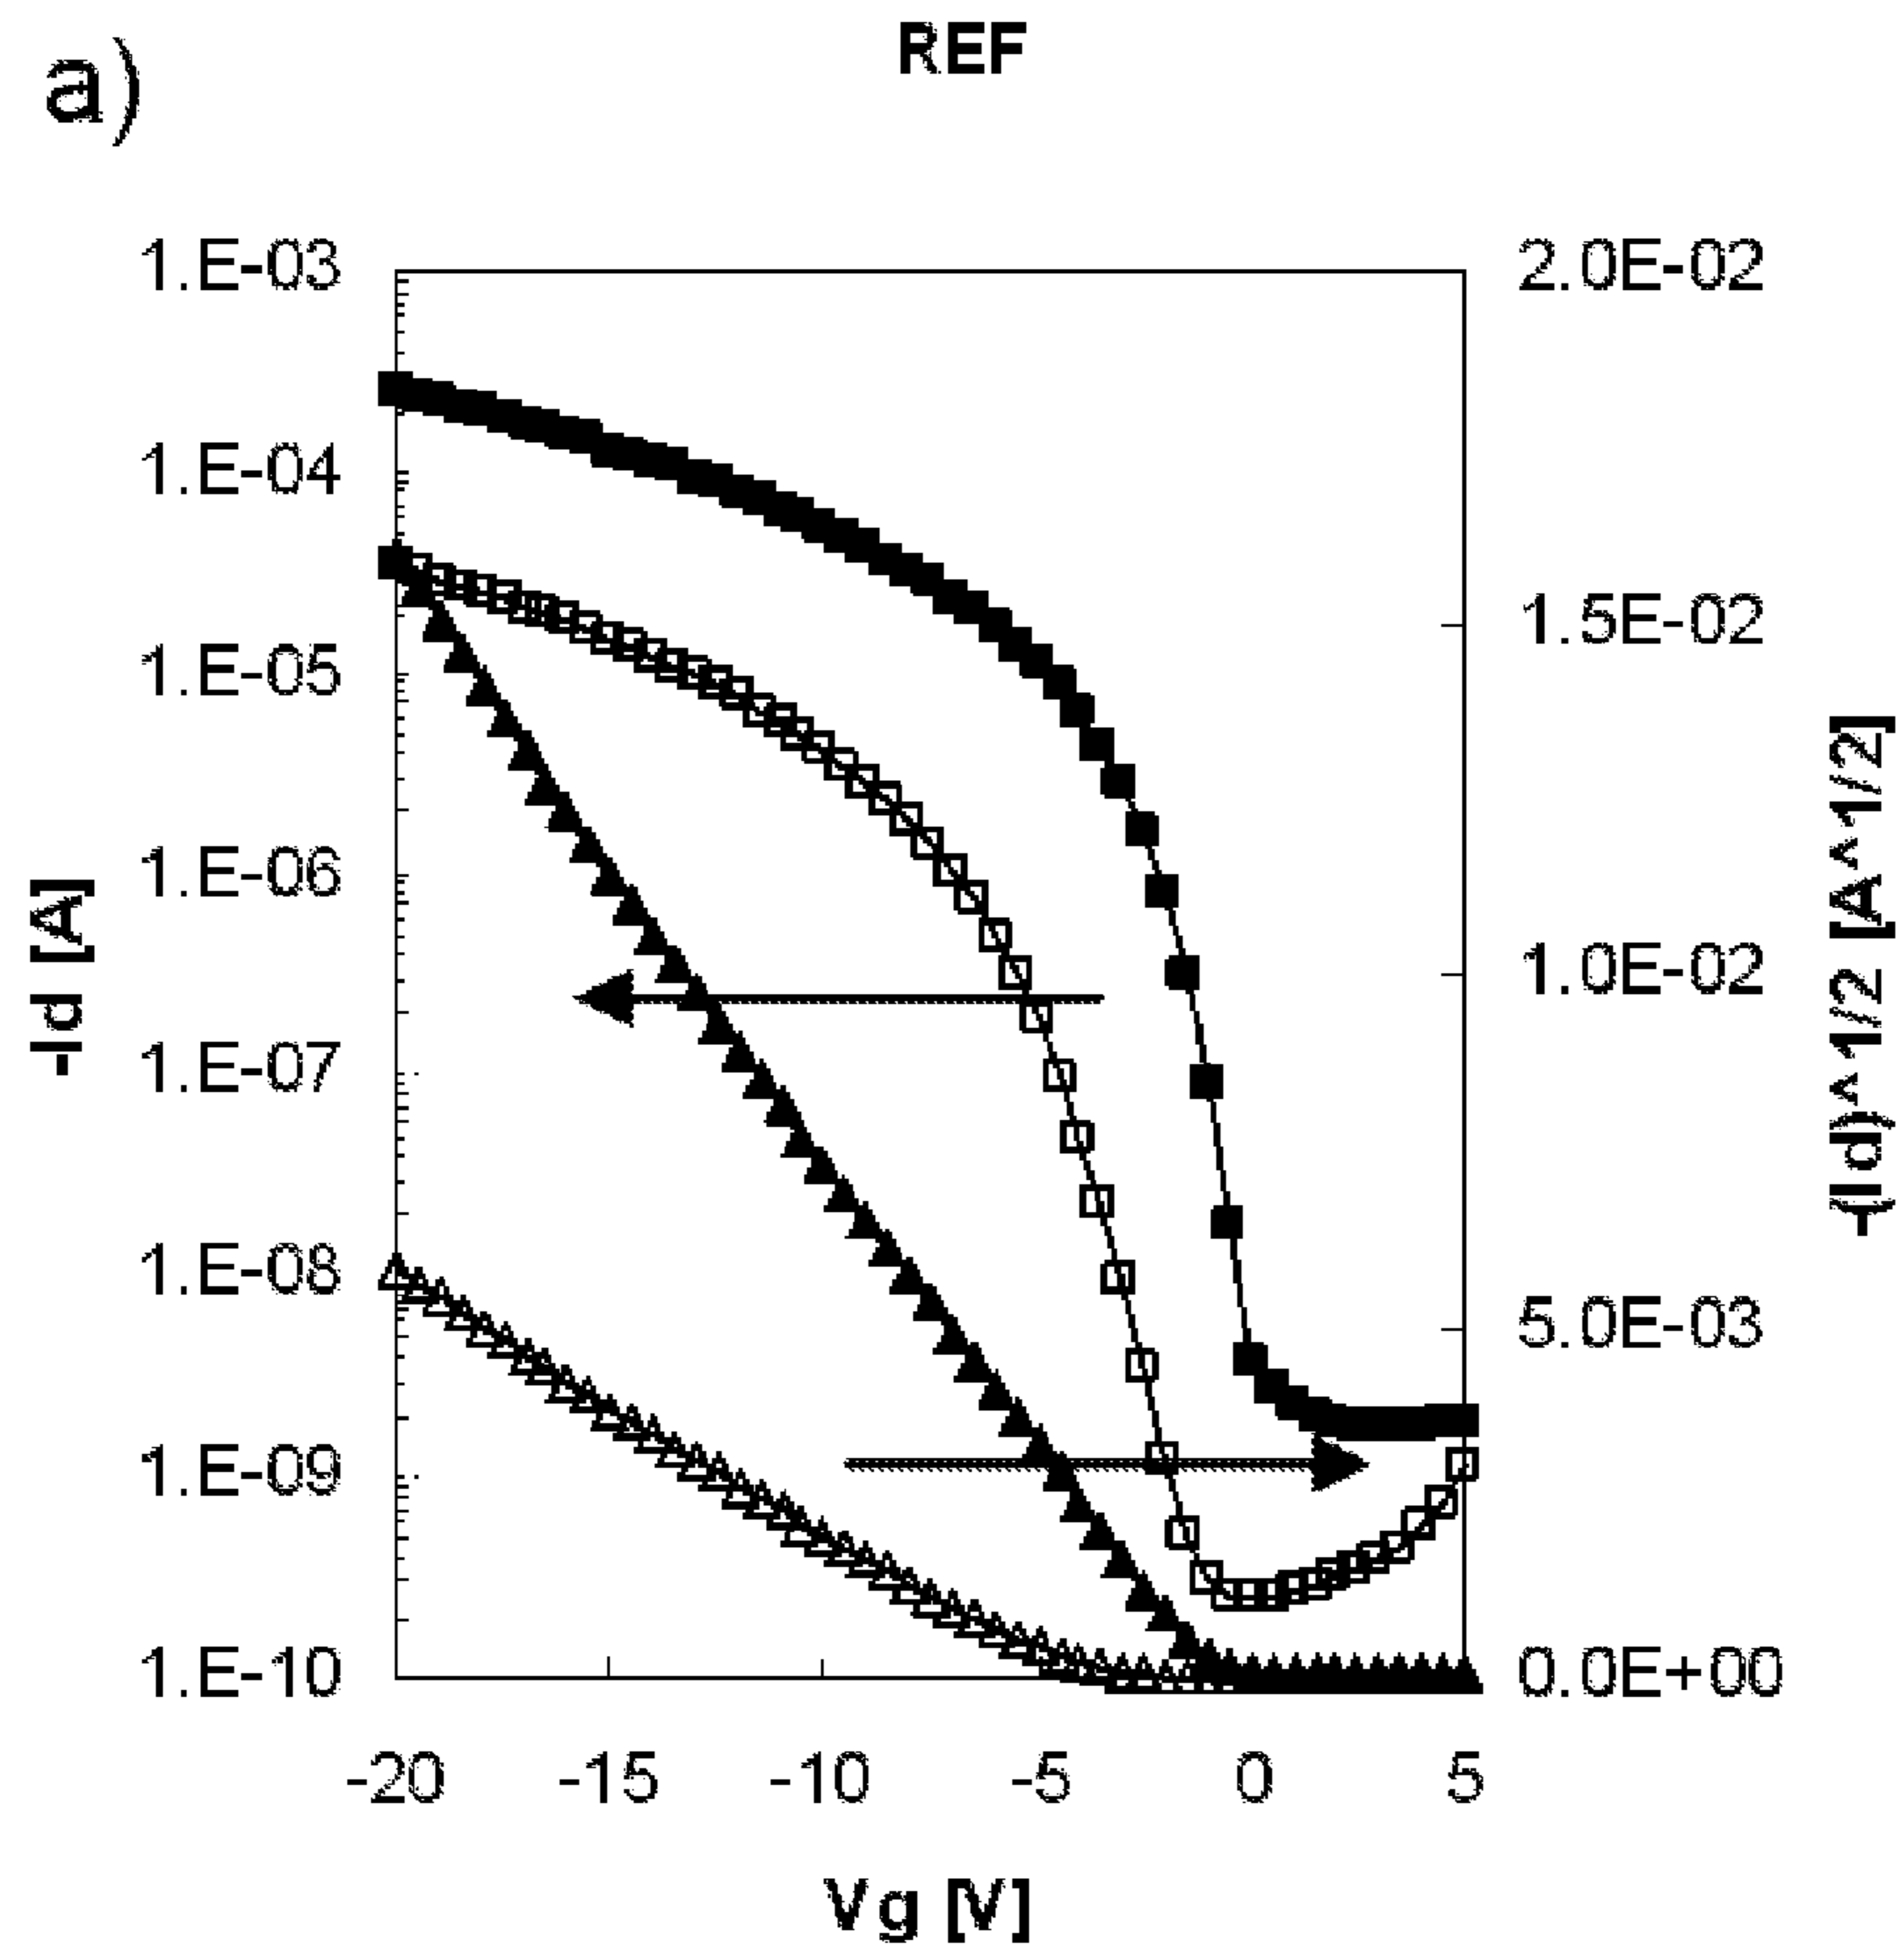 a)
REF
1.E-03
1.E-04
1.E-05
1.E-06
1.E-07
1.E-08
1.E-09
1.E-10
-Id [A]
2.0E-02
1.5E-02
1.0E-02
5.0E-03
0.0E+00
-(Id)^1/2 [A^1/2]
-20 -15 -10 -5 0 5
Vg [V]